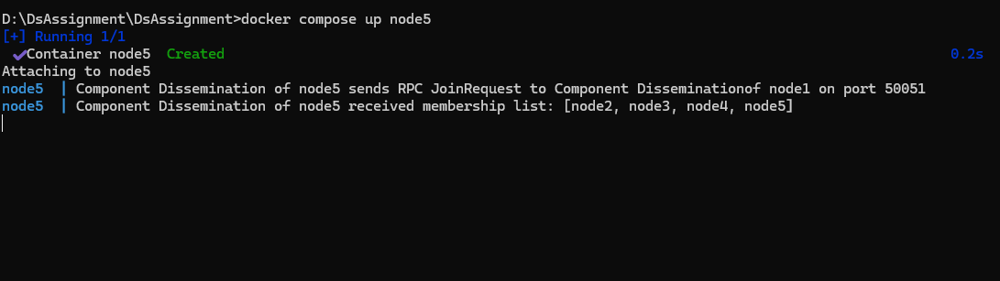 D:\DsAssignment\DsAssignment>docker compose up node5
[+] Running 1/1
✔Container node5  Created 0.2s
Attaching to node5
node5  | Component Dissemination of node5 sends RPC JoinRequest to Component Disseminationof node1 on port 50051
node5  | Component Dissemination of node5 received membership list: [node2, node3, node4, node5]